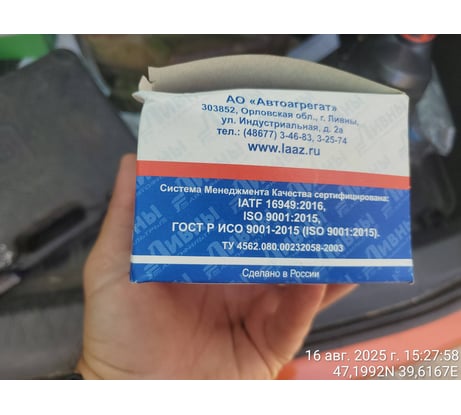 АО «Автоагрегат»
303852, Орловская обл., г. Ливны,
ул. Индустриальная, д. 2а
тел.: (48677) 3-46-83, 3-25-74
www.laaz.ru
Система Менеджмента Качества сертифицирована:
IATF 16949:2016,
ISO 9001:2015,
ГОСТ Р ИСО 9001-2015 (ISO 9001:2015).
ТУ 4562.080.00232058-2003
Сделано в России
16 авг. 2025 г. 15:27:58
47,1992N 39,6167E